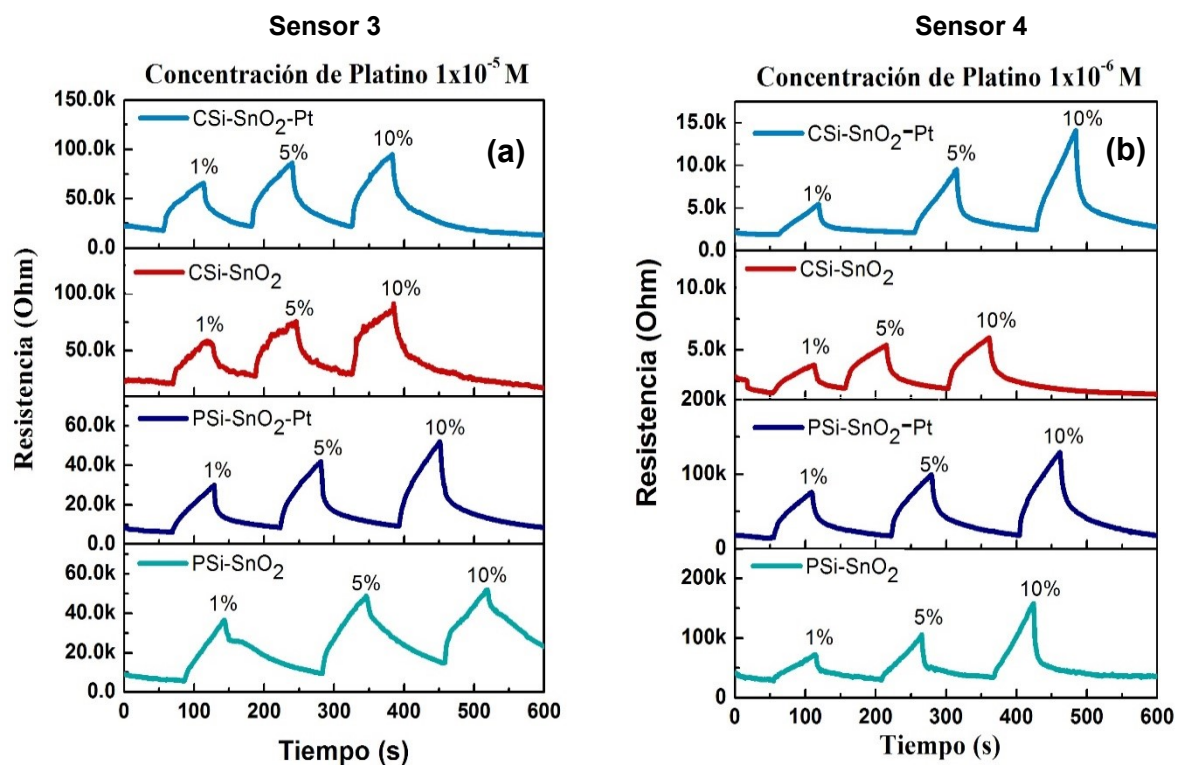 Sensor 3
Concentración de Platino 1x10⁻⁵ M
Resistencia (Ohm)
(a)
150.0k
100.0k
50.0k
0.0
CSi-SnO₂-Pt
1%
5%
10%
100.0k
50.0k
CSi-SnO₂
1%
5%
10%
60.0k
40.0k
20.0k
0.0
PSi-SnO₂-Pt
1%
5%
10%
60.0k
40.0k
20.0k
0.0
PSi-SnO₂
1%
5%
10%
0 100 200 300 400 500 600
Tiempo (s)
Sensor 4
Concentración de Platino 1x10⁻⁶ M
Resistencia (Ohm)
(b)
15.0k
10.0k
5.0k
0.0
CSi-SnO₂-Pt
1%
5%
10%
10.0k
5.0k
CSi-SnO₂
1%
5%
10%
200k
100k
0
PSi-SnO₂-Pt
1%
5%
10%
200k
100k
0
PSi-SnO₂
1%
5%
10%
0 100 200 300 400 500 600
Tiempo (s)